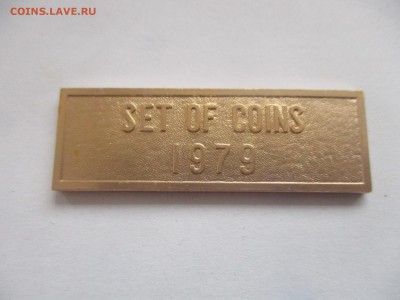 COINS.LAVE.RU
SET OF COINS
1979